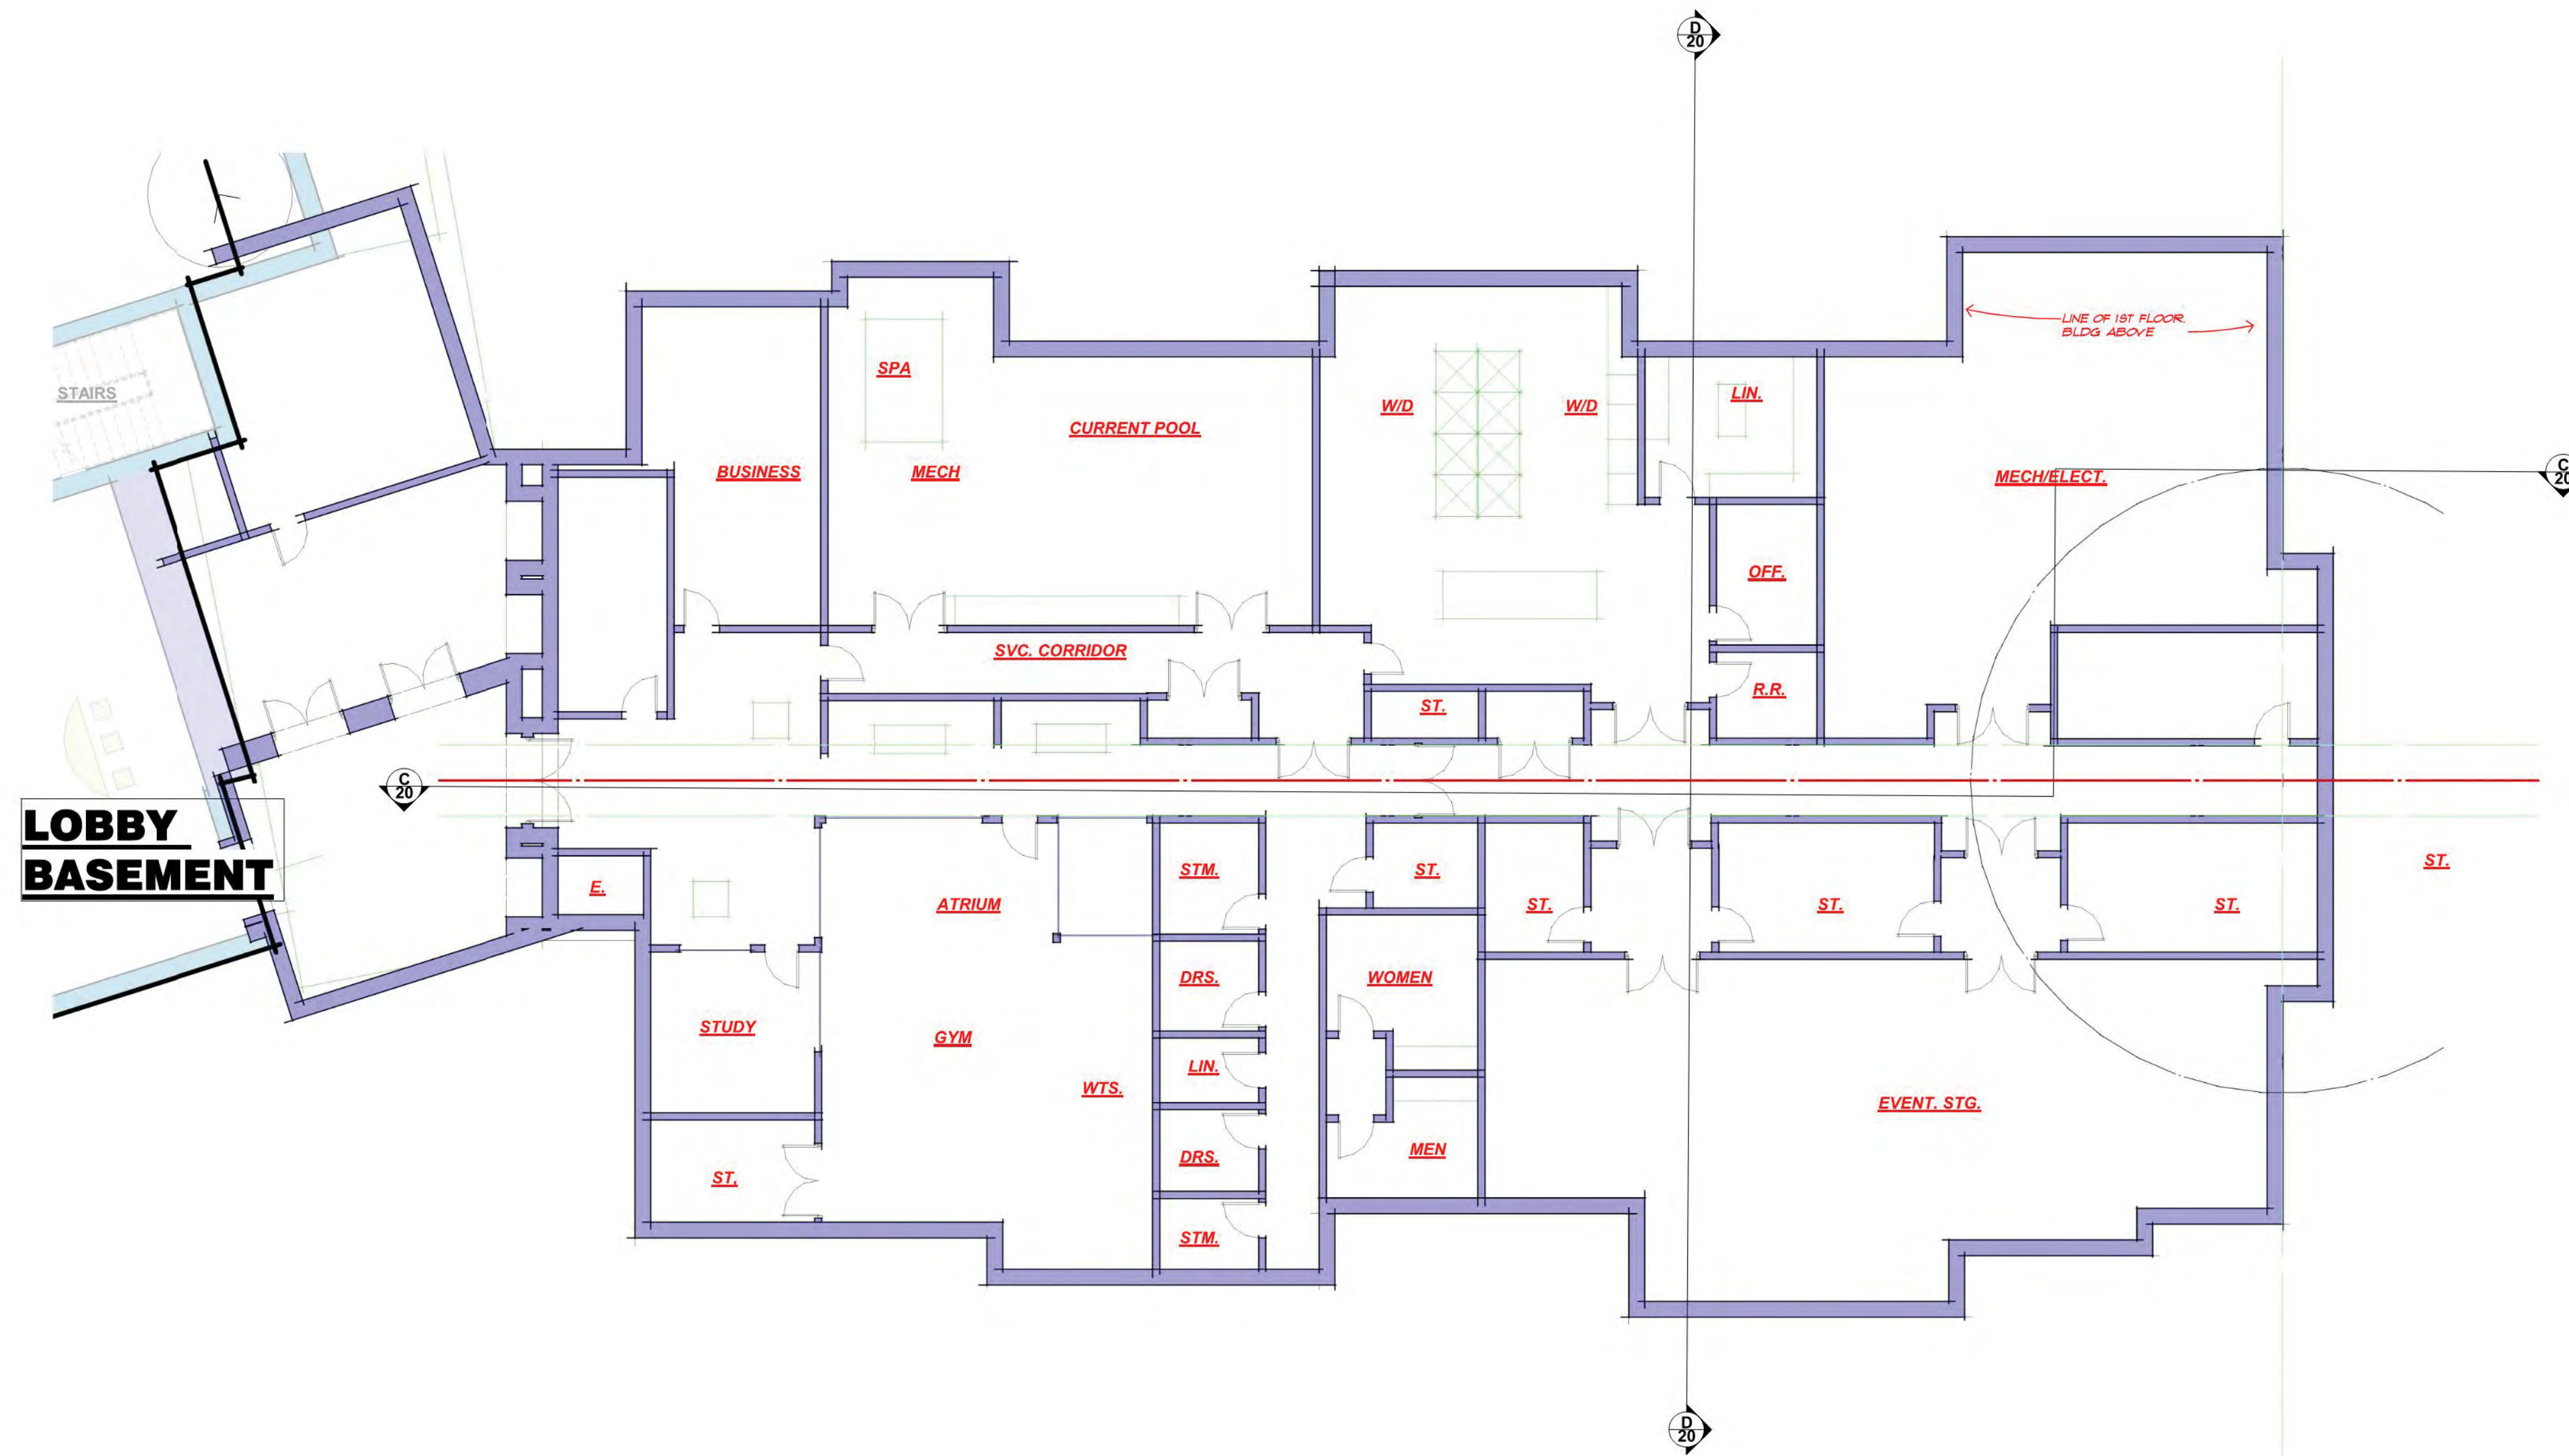 D
20
LINE OF 1ST FLOOR.
BLDG ABOVE
SPA
STAIRS
LIN.
W/D
W/D
CURRENT POOL
BUSINESS
MECH
MECH/ELECT.
C
20
OFF.
SVC. CORRIDOR
R.R.
ST.
C
20
LOBBY
BASEMENT
E.
ATRIUM
STM.
ST.
ST.
ST.
ST.
ST.
DRS.
WOMEN
STUDY
GYM
LIN.
WTS.
EVENT. STG.
DRS.
MEN
ST,
STM.
D
20